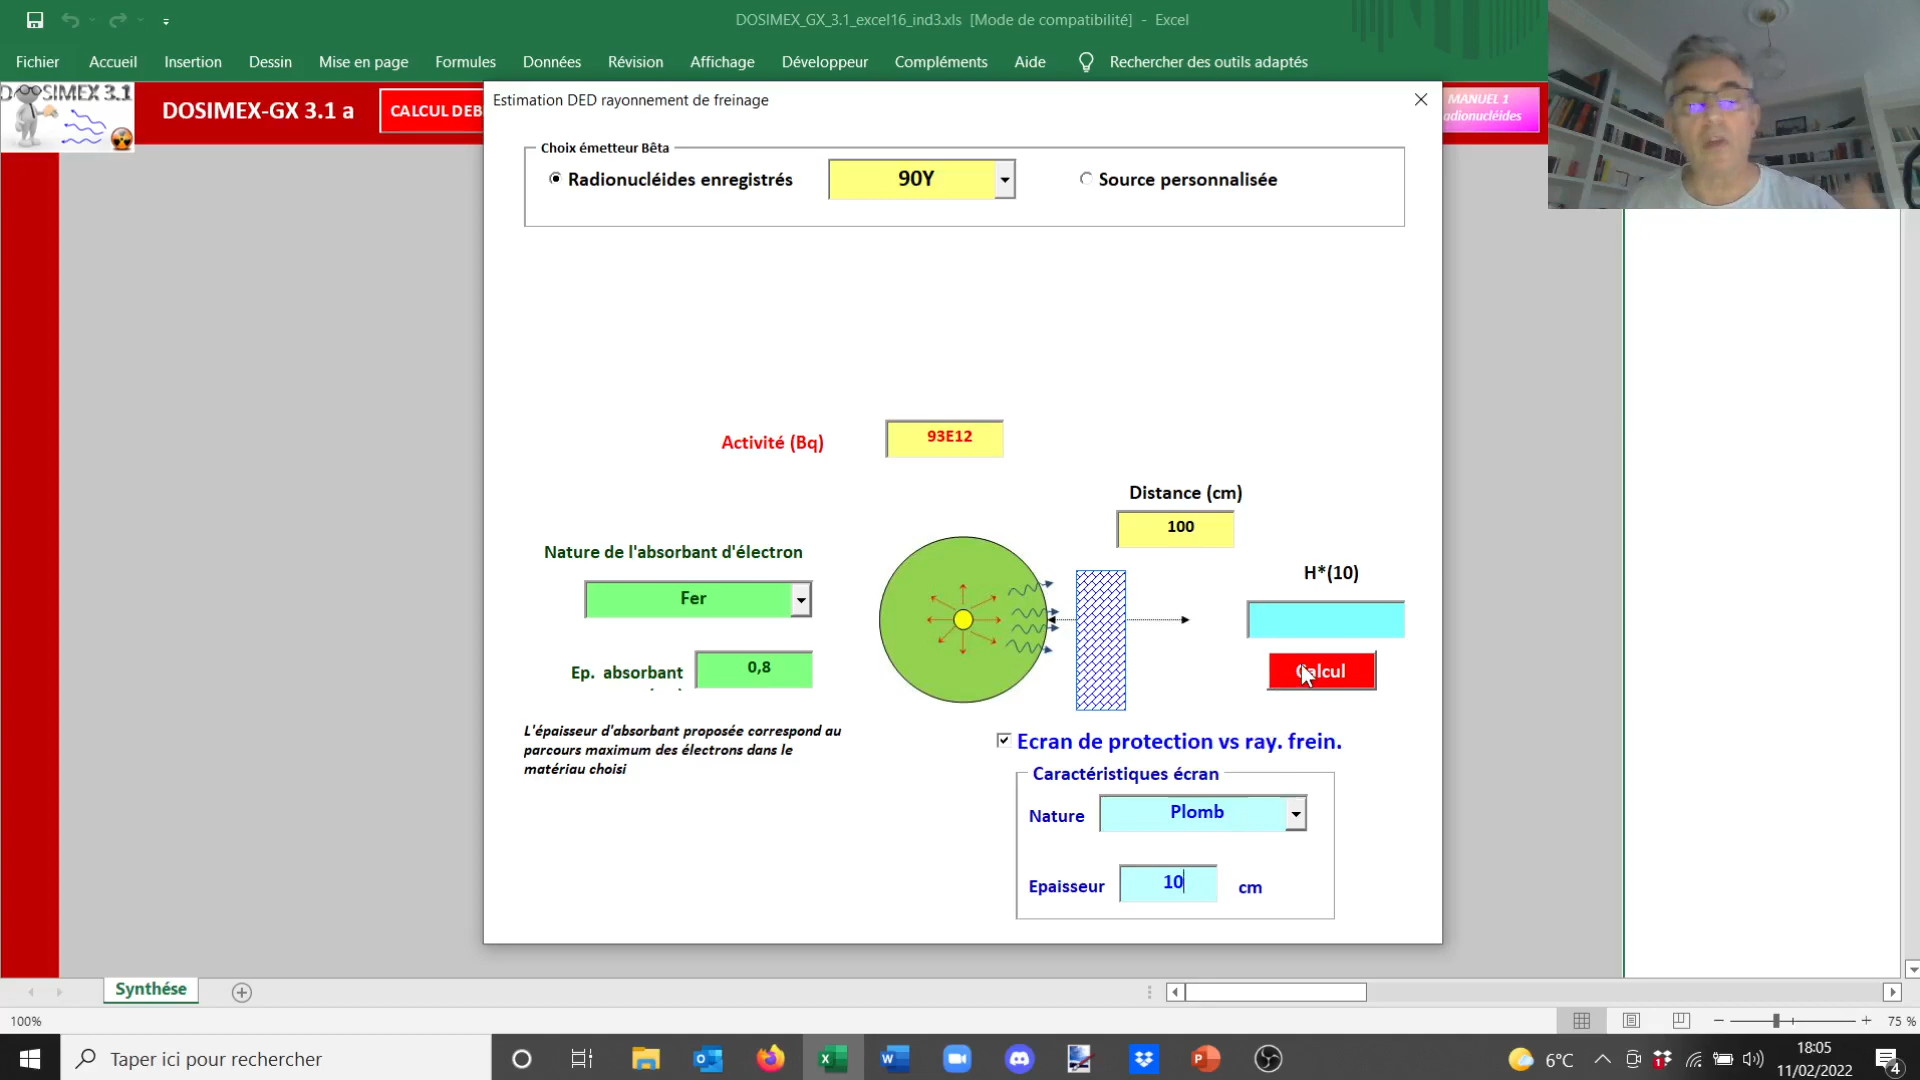 DOSIMEX_GX_3.1_excel16_ind3.xls [Mode de compatibilité] - Excel
Fichier Accueil Insertion Dessin Mise en page Formules Données Révision Affichage Développeur Compléments Aide Rechercher des outils adaptés
DOSIMEX 3.1
DOSIMEX-GX 3.1 a
CALCUL DEB
MANUEL 1
adionucléides
Estimation DED rayonnement de freinage
Choix émetteur Bêta
Radionucléides enregistrés
90Y
Source personnalisée
Activité (Bq)
93E12
Distance (cm)
100
Nature de l'absorbant d'électron
Fer
H*(10)
Ep. absorbant
0,8
Calcul
L'épaisseur d'absorbant proposée correspond au
parcours maximum des électrons dans le
matériau choisi
Ecran de protection vs ray. frein.
Caractéristiques écran
Nature
Plomb
Epaisseur
10
cm
Synthése
100%
75 %
Taper ici pour rechercher
6°C
18:05
11/02/2022
4